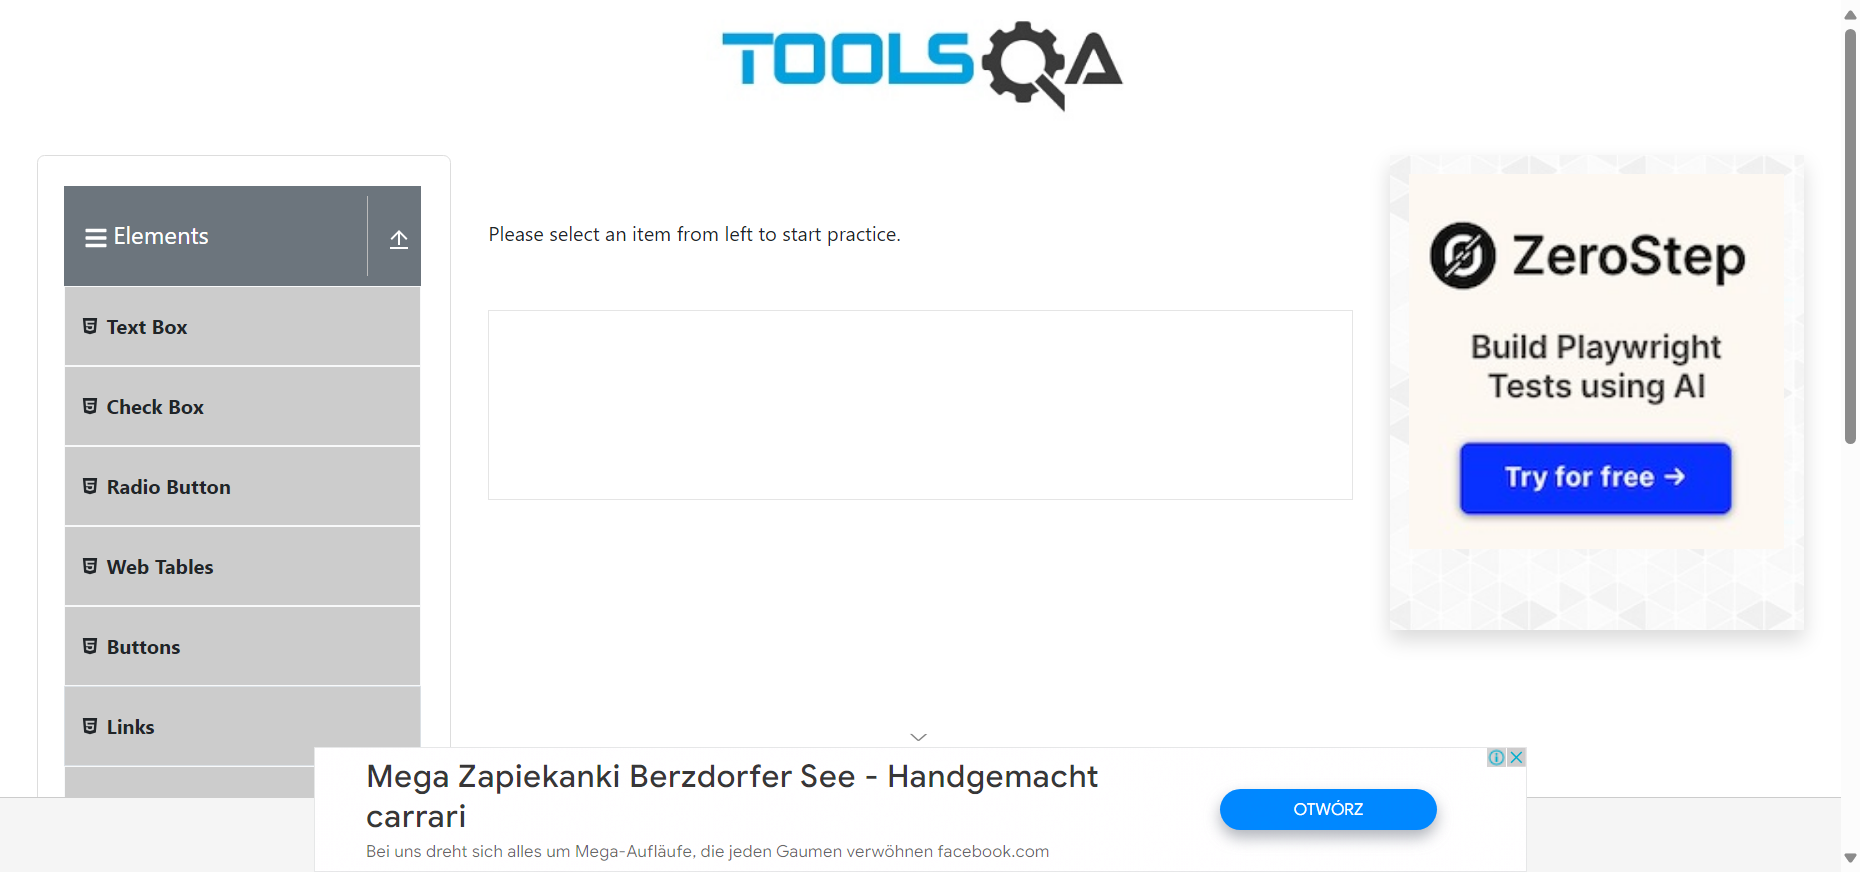 TOOLSQA
Elements
Text Box
Check Box
Radio Button
Web Tables
Buttons
Links
Please select an item from left to start practice.
ZeroStep
Build Playwright
Tests using AI
Try for free →
Mega Zapiekanki Berzdorfer See - Handgemacht
carrari
Bei uns dreht sich alles um Mega-Aufläufe, die jeden Gaumen verwöhnen facebook.com
OTWÓRZ